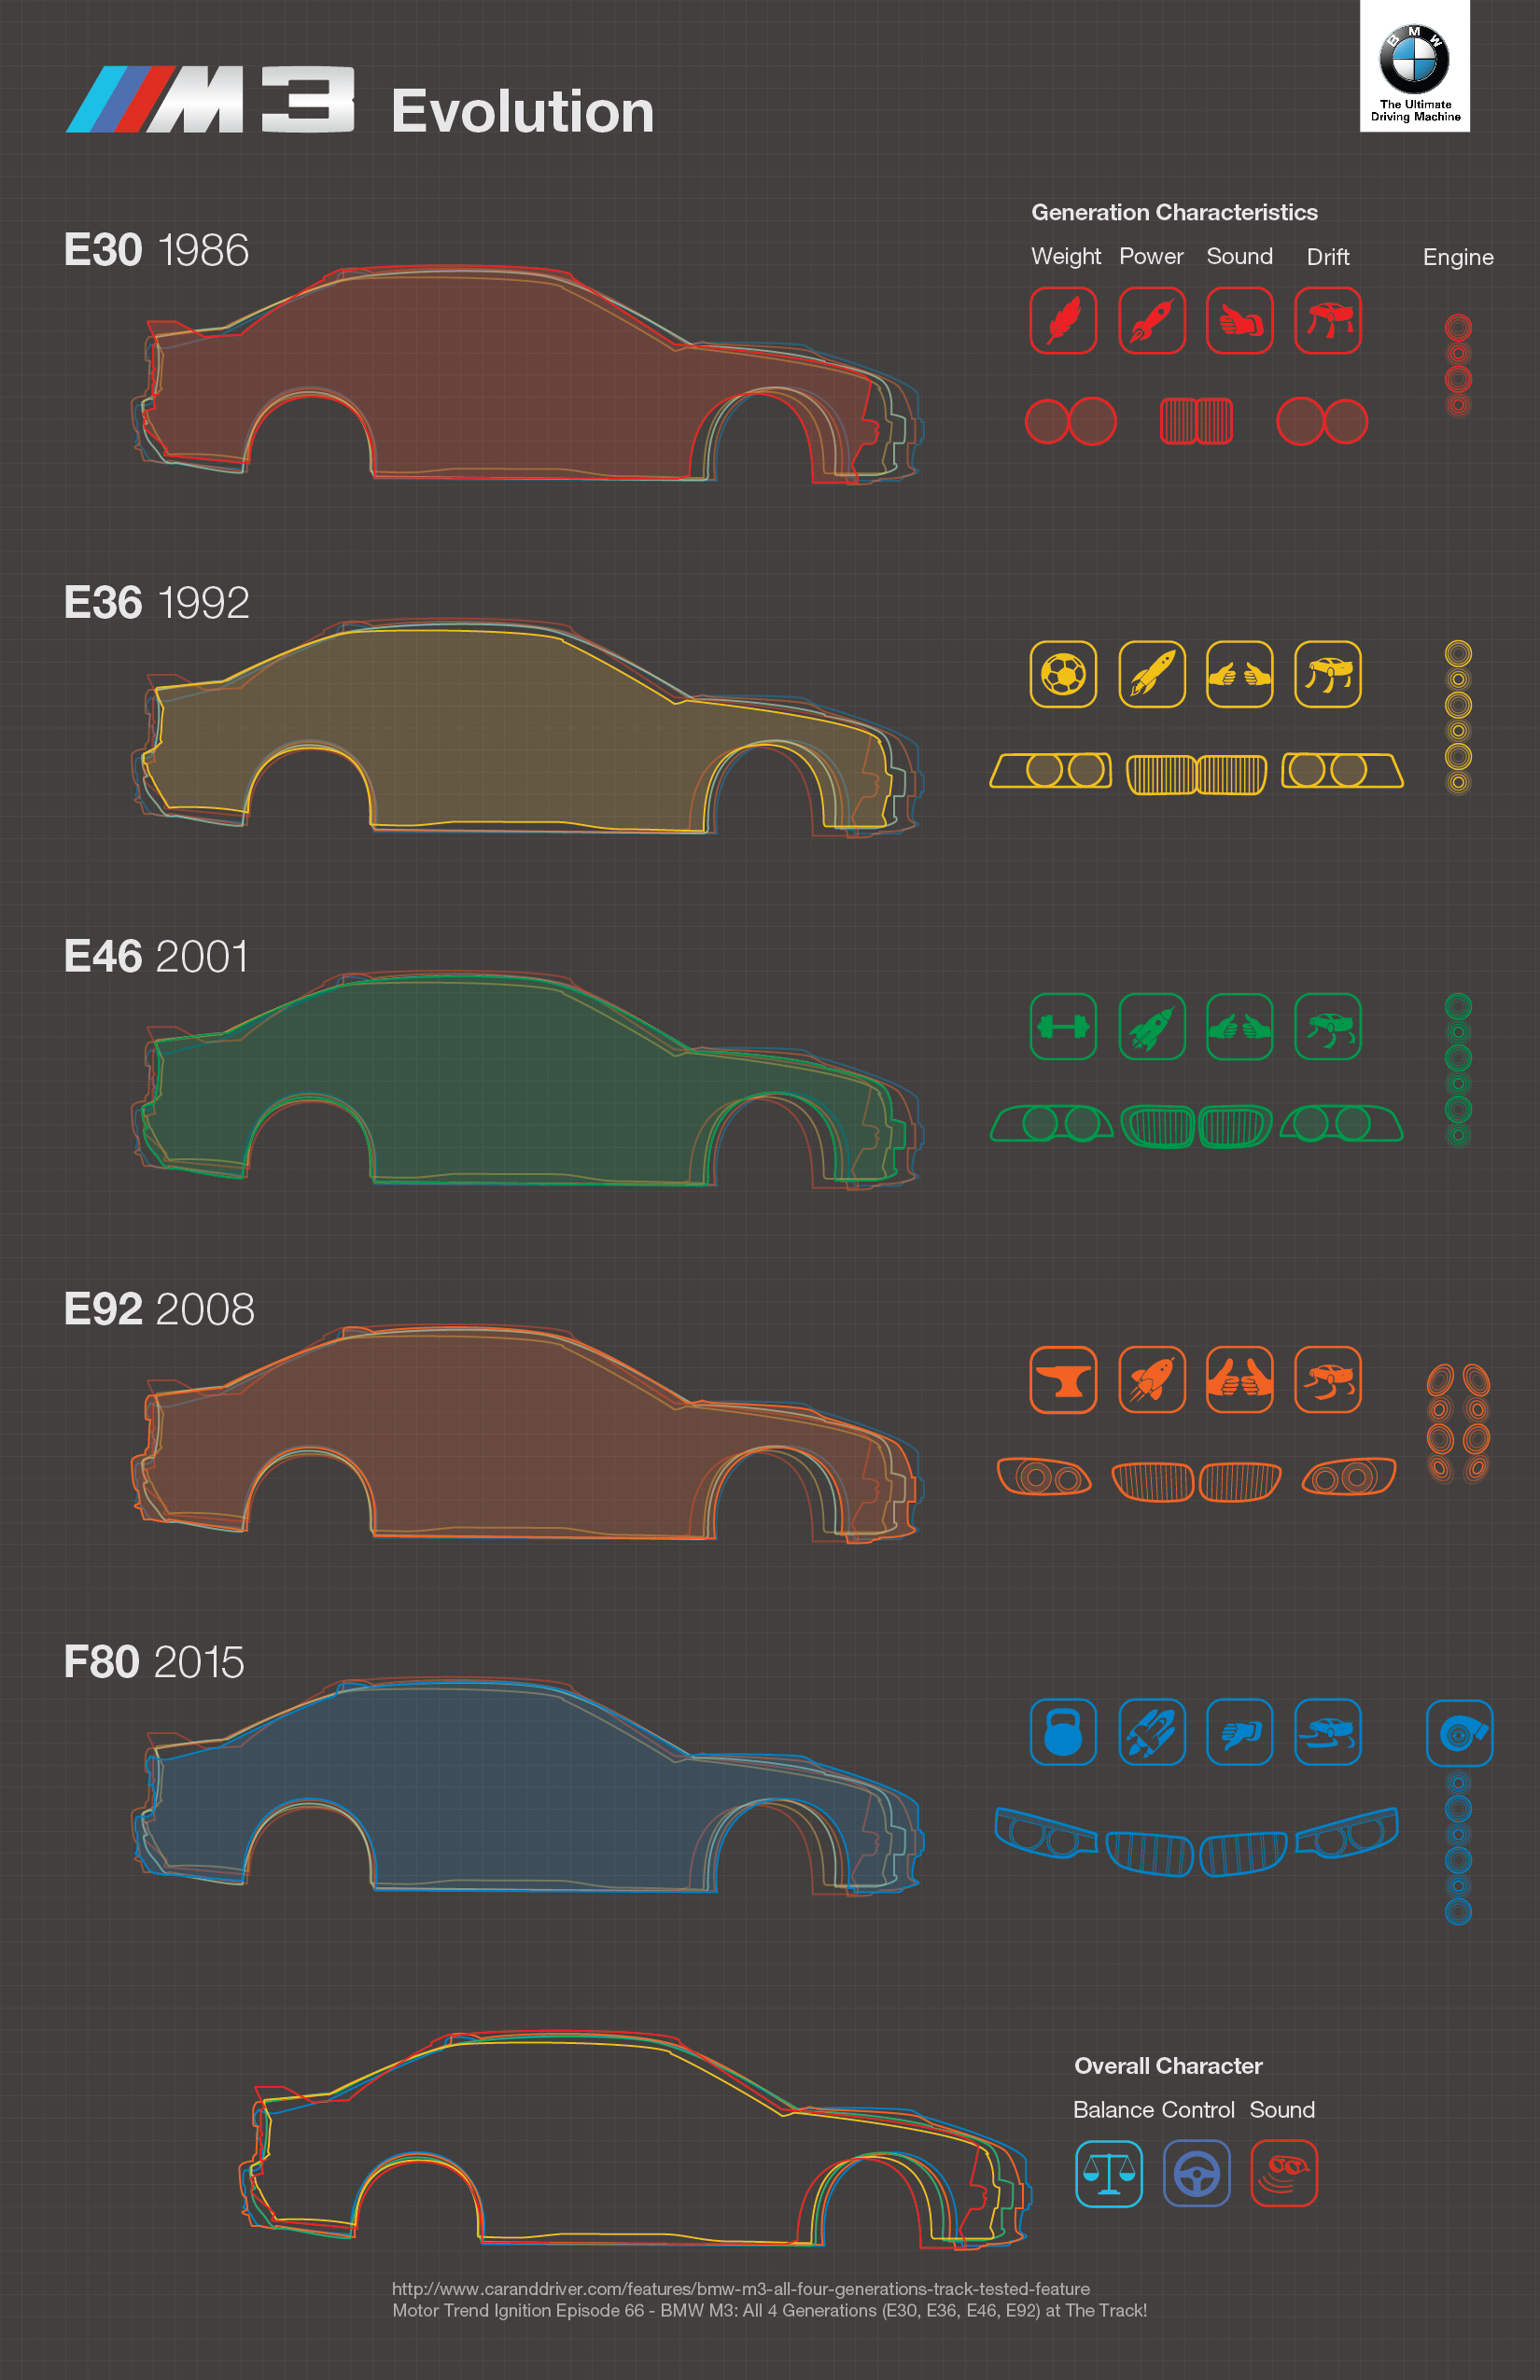 M3 Evolution
BMW
The Ultimate
Driving Machine
E30 1986
Generation Characteristics
Weight Power Sound Drift Engine
E36 1992
E46 2001
E92 2008
F80 2015
Overall Character
Balance Control Sound
http://www.caranddriver.com/features/bmw-m3-all-four-generations-track-tested-feature
Motor Trend Ignition Episode 66 - BMW M3: All 4 Generations (E30, E36, E46, E92) at The Track!